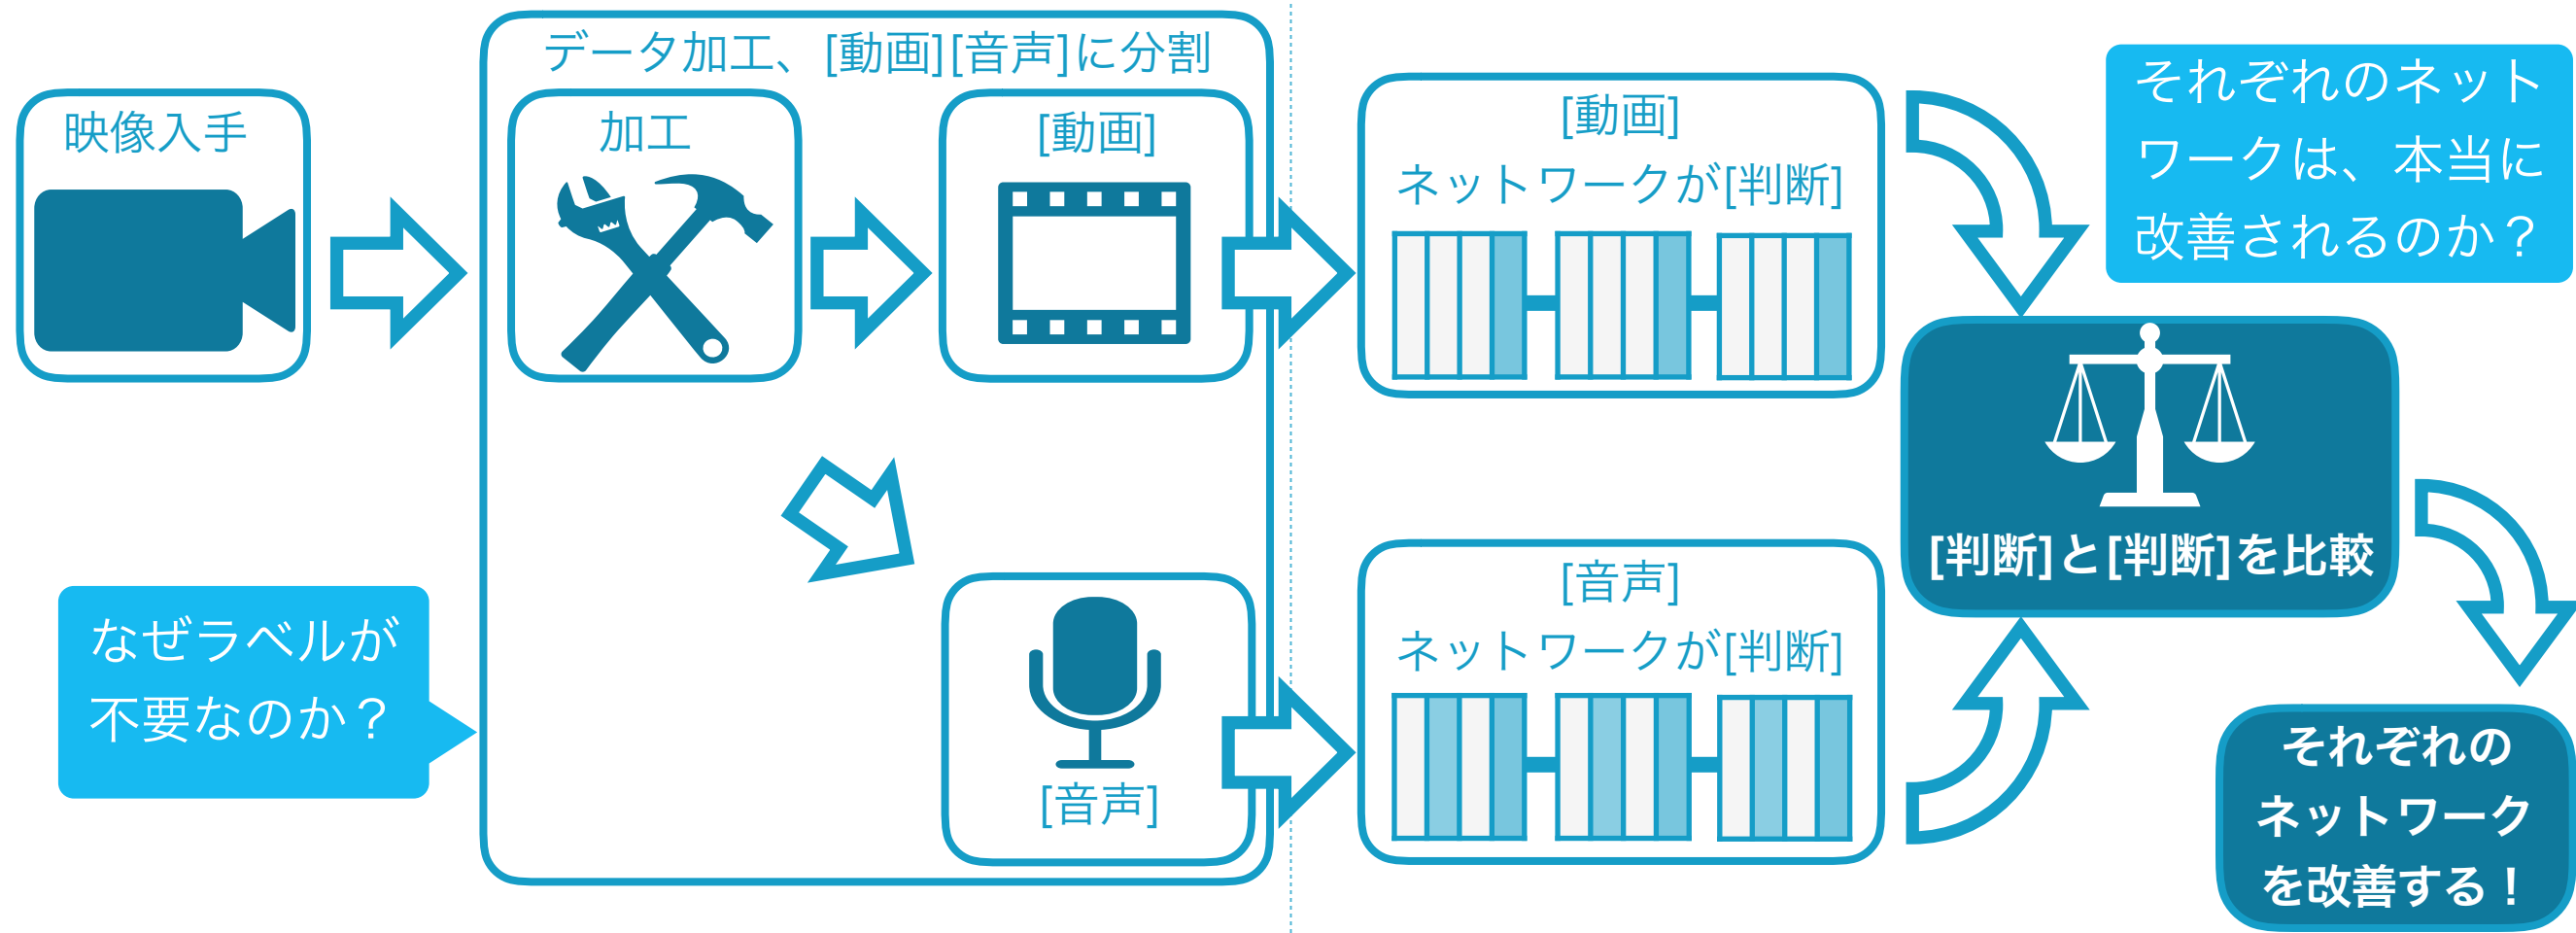 映像入手
データ加工、[動画][音声]に分割
加工
[動画]
[音声]
なぜラベルが
不要なのか？
[動画]
ネットワークが[判断]
[音声]
ネットワークが[判断]
それぞれのネット
ワークは、本当に
改善されるのか？
[判断]と[判断]を比較
それぞれの
ネットワーク
を改善する！